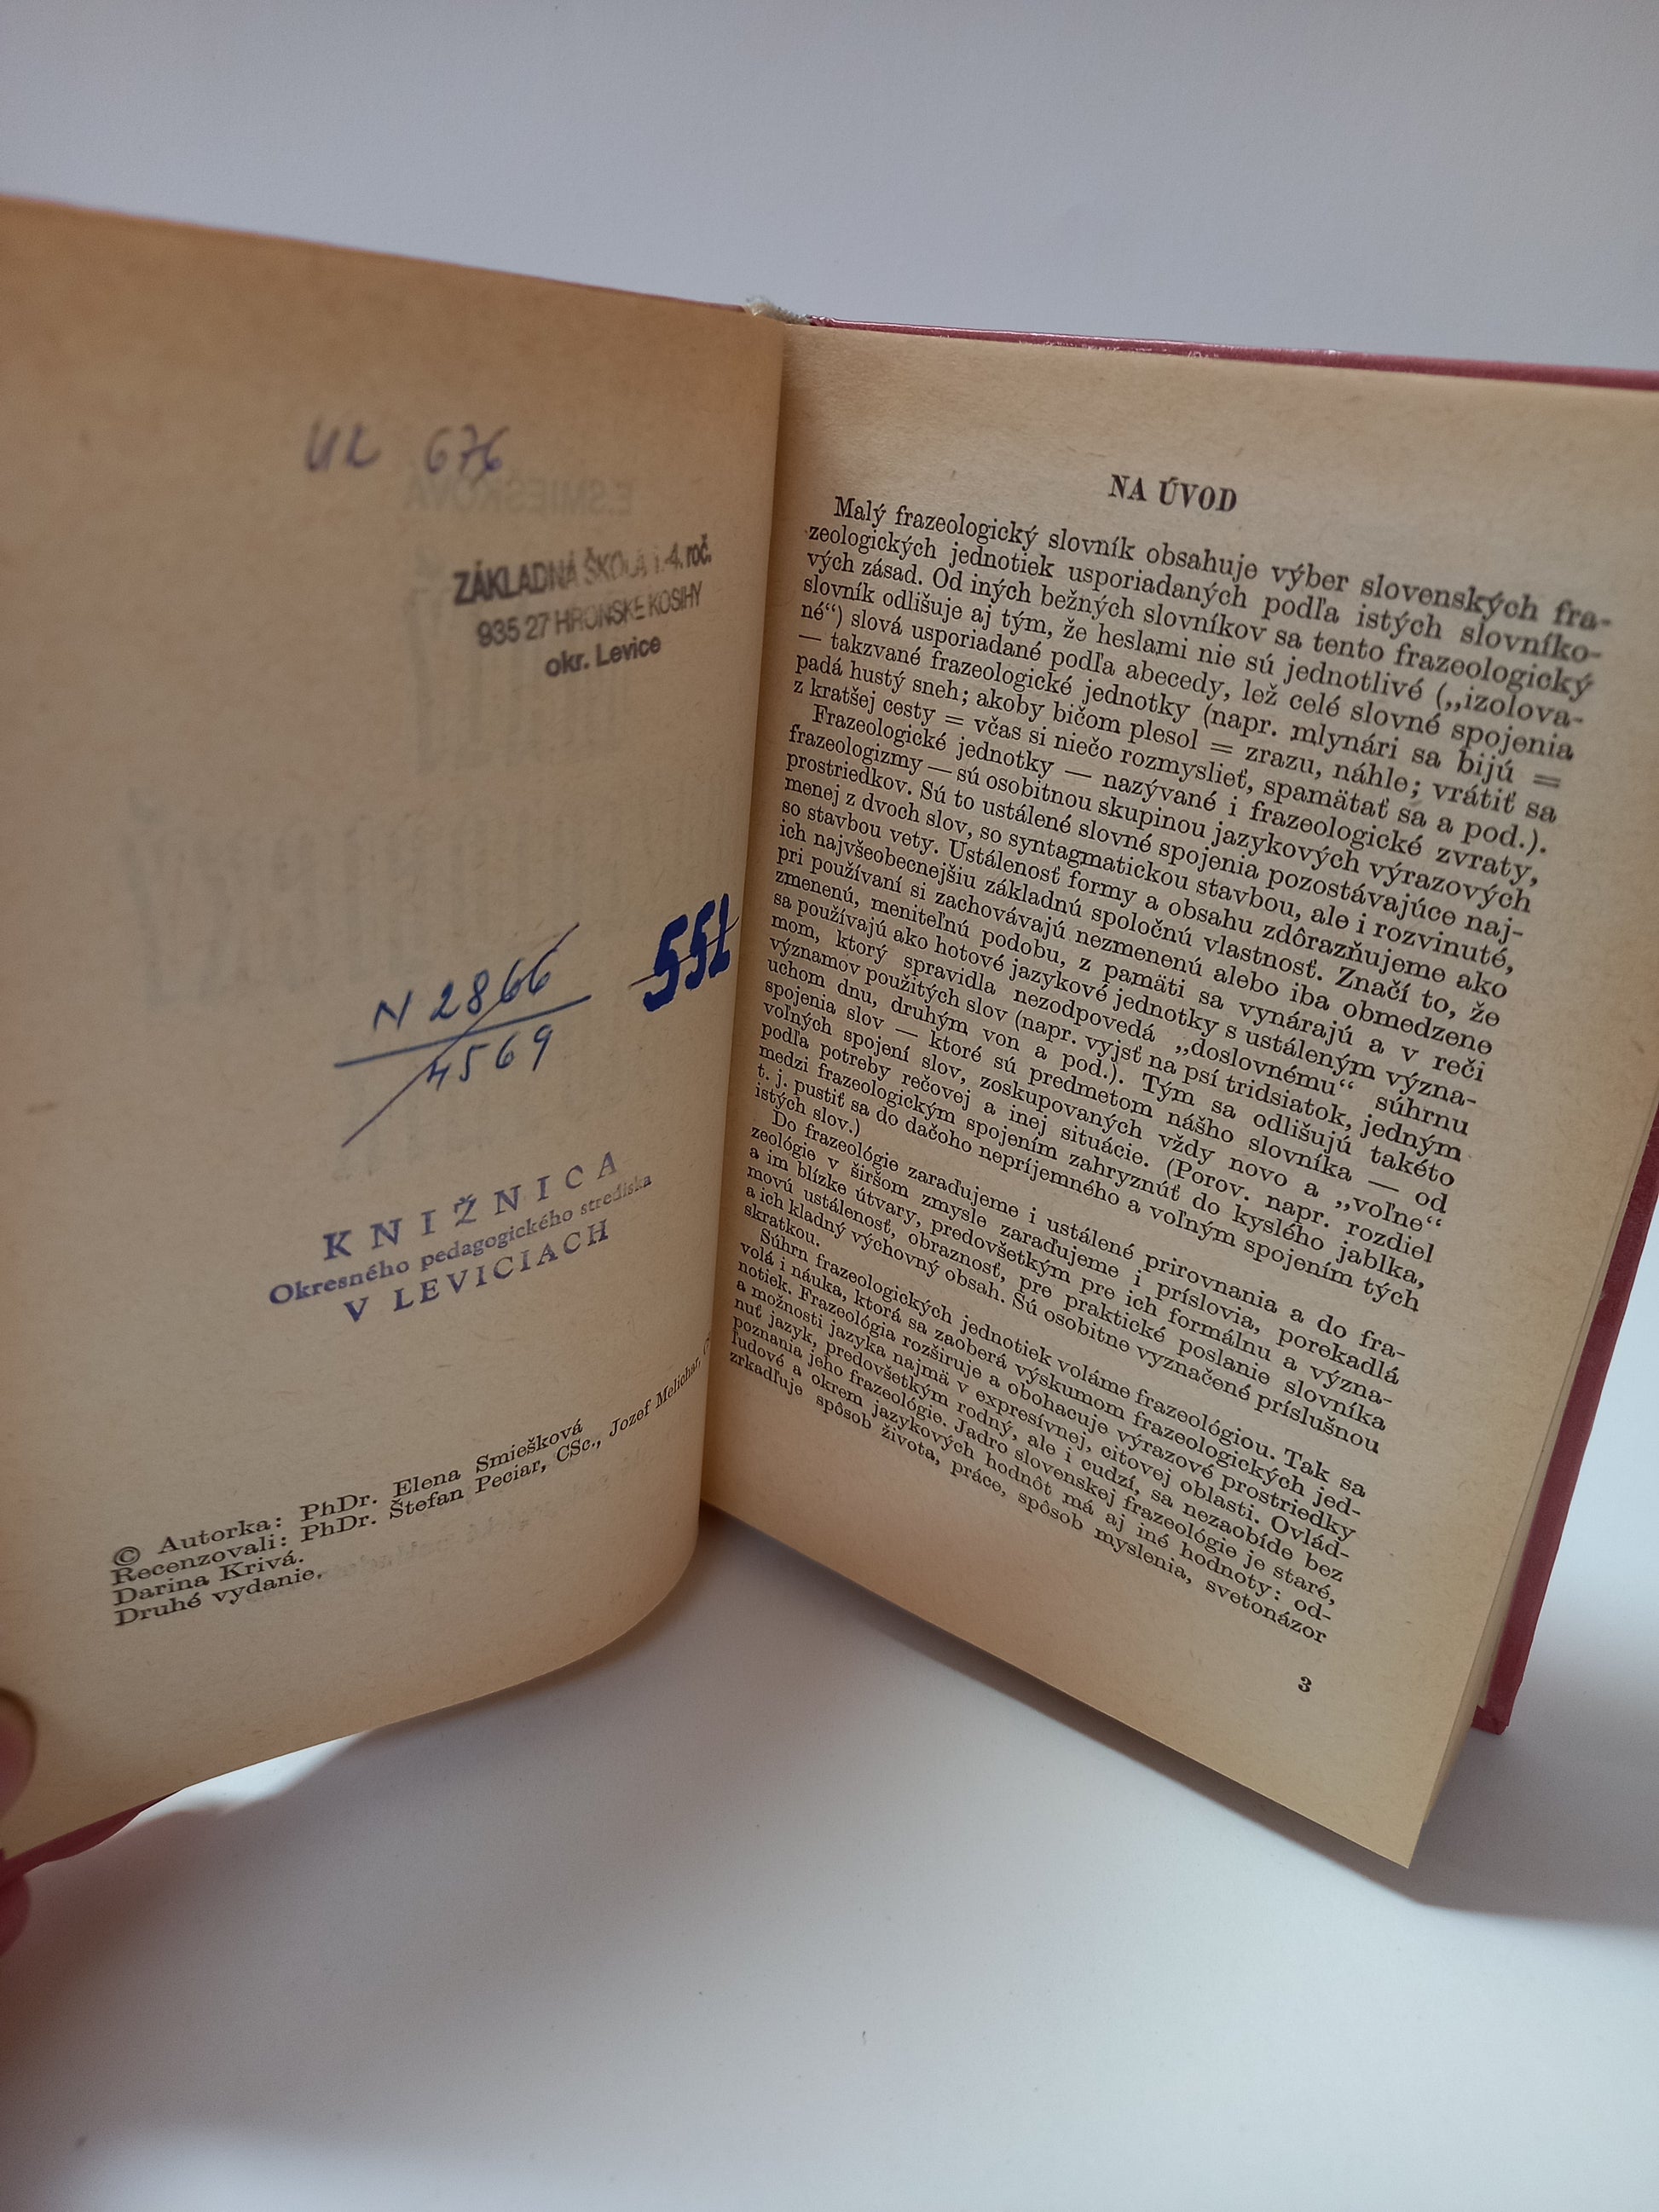 UK 676
ZÁKLADNÁ ŠKOLA 1.-4. roč.
935 27 HRONSKE KOSIHY
okr. Levice
N 2866
4569
KNIŽNICA
Okresného pedagogického strediska
V LEVICIACH
© Autorka: PhDr. Elena Smiešková
Recenzovali: PhDr. Štefan Peciar, CSc., Jozef Melichar,
Darina Krivá.
Druhé vydanie.
NA ÚVOD
Malý frazeologický slovník obsahuje výber slovenských fra-
zeologických jednotiek usporiadaných podľa istých slovníko-
vých zásad. Od iných bežných slovníkov sa tento frazeologický
slovník odlišuje aj tým, že heslami nie sú jednotlivé („izolova-
né“) slová usporiadané podľa abecedy, lež celé slovné spojenia
— takzvané frazeologické jednotky (napr. mlynári sa bijú =
padá hustý sneh; akoby bičom plesol = zrazu, náhle; vrátiť sa
z kratšej cesty = včas si niečo rozmyslieť, spamätať sa a pod.).
Frazeologické jednotky — nazývané i frazeologické zvraty,
frazeologizmy — sú osobitnou skupinou jazykových výrazových
prostriedkov. Sú to ustálené slovné spojenia pozostávajúce naj-
menej z dvoch slov, so syntagmatickou stavbou, ale i rozvinuté,
so stavbou vety. Ustálenosť formy a obsahu zdôrazňujeme ako
ich najvšeobecnejšiu základnú spoločnú vlastnosť. Značí to, že
pri používaní si zachovávajú nezmenenú alebo iba obmedzene
zmenenú, meniteľnú podobu, z pamäti sa vynárajú a v reči
sa používajú ako hotové jazykové jednotky s ustáleným význa-
mom, ktorý spravidla nezodpovedá „doslovnému“ súhrnu
významov použitých slov (napr. vyjsť na psí tridsiatok, jedným
uchom dnu, druhým von a pod.). Tým sa odlišujú takéto
spojenia slov — ktoré sú predmetom nášho slovníka — od
voľných spojení slov, zoskupovaných vždy novo a „voľne“
podľa potreby rečovej a inej situácie. (Porov. napr. rozdiel
medzi frazeologickým spojením zahryznúť do kyslého jablka,
t. j. pustiť sa do dačoho nepríjemného a voľným spojením tých
istých slov.)
Do frazeológie zaraďujeme i ustálené prirovnania a do fra-
zeológie v širšom zmysle zaraďujeme i príslovia, porekadlá
a im blízke útvary, predovšetkým pre ich formálnu a význa-
movú ustálenosť, obraznosť, pre praktické poslanie slovníka
a ich kladný výchovný obsah. Sú osobitne vyznačené príslušnou
skratkou.
Súhrn frazeologických jednotiek voláme frazeológiou. Tak sa
volá i náuka, ktorá sa zaoberá výskumom frazeologických jed-
notiek. Frazeológia rozširuje a obohacuje výrazové prostriedky
a možnosti jazyka najmä v expresívnej, citovej oblasti. Ovlád-
nuť jazyk, predovšetkým rodný, ale i cudzí, sa nezaobíde bez
poznania jeho frazeológie. Jadro slovenskej frazeológie je staré,
ľudové a okrem jazykových hodnôt má aj iné hodnoty: od-
zrkadľuje spôsob života, práce, spôsob myslenia, svetonázor
3